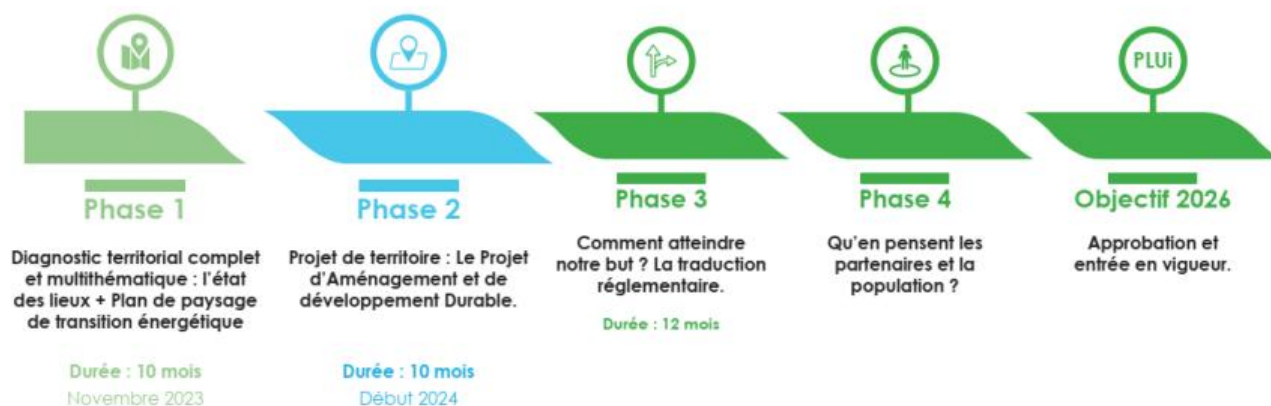 PLUi
Phase 1
Diagnostic territorial complet
et multithématique : l'état
des lieux + Plan de paysage
de transition énergétique
Durée : 10 mois
Novembre 2023
Phase 2
Projet de territoire : Le Projet
d'Aménagement et de
développement Durable.
Durée : 10 mois
Début 2024
Phase 3
Comment atteindre
notre but ? La traduction
réglementaire.
Durée : 12 mois
Phase 4
Qu'en pensent les
partenaires et la
population ?
Objectif 2026
Approbation et
entrée en vigueur.